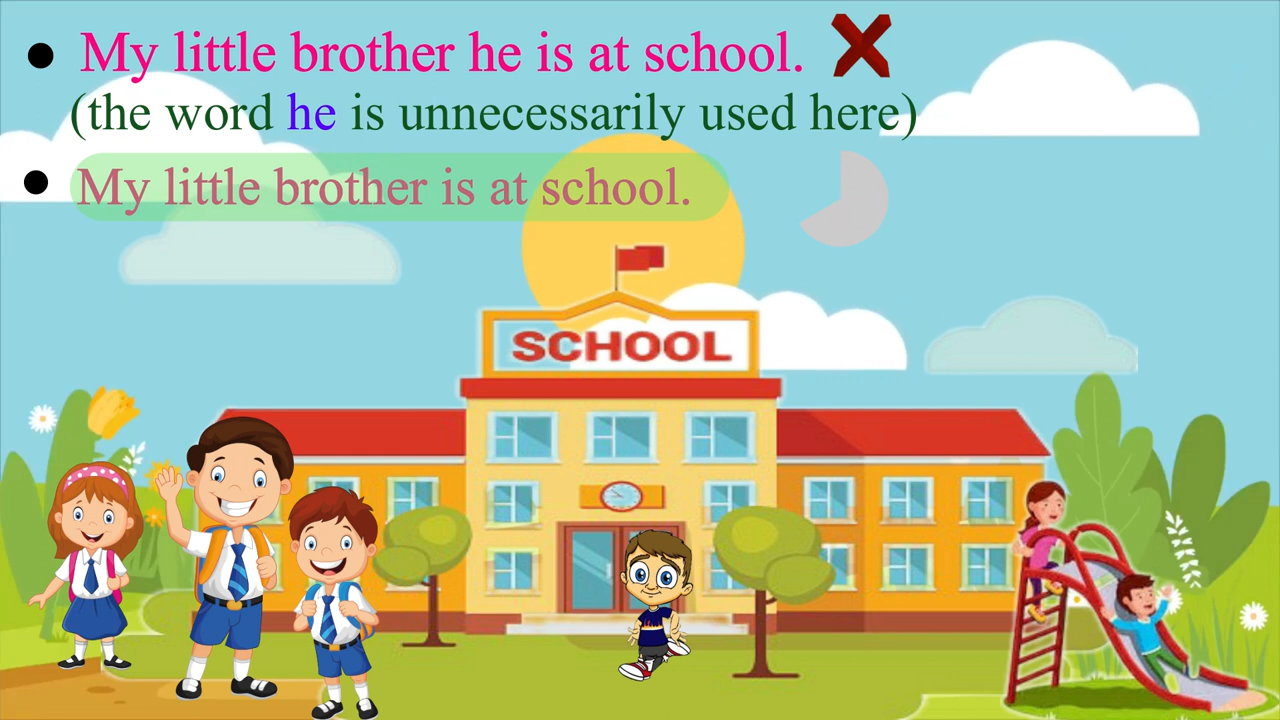 ● My little brother he is at school. ❌
(the word he is unnecessarily used here)
● My little brother is at school.
SCHOOL